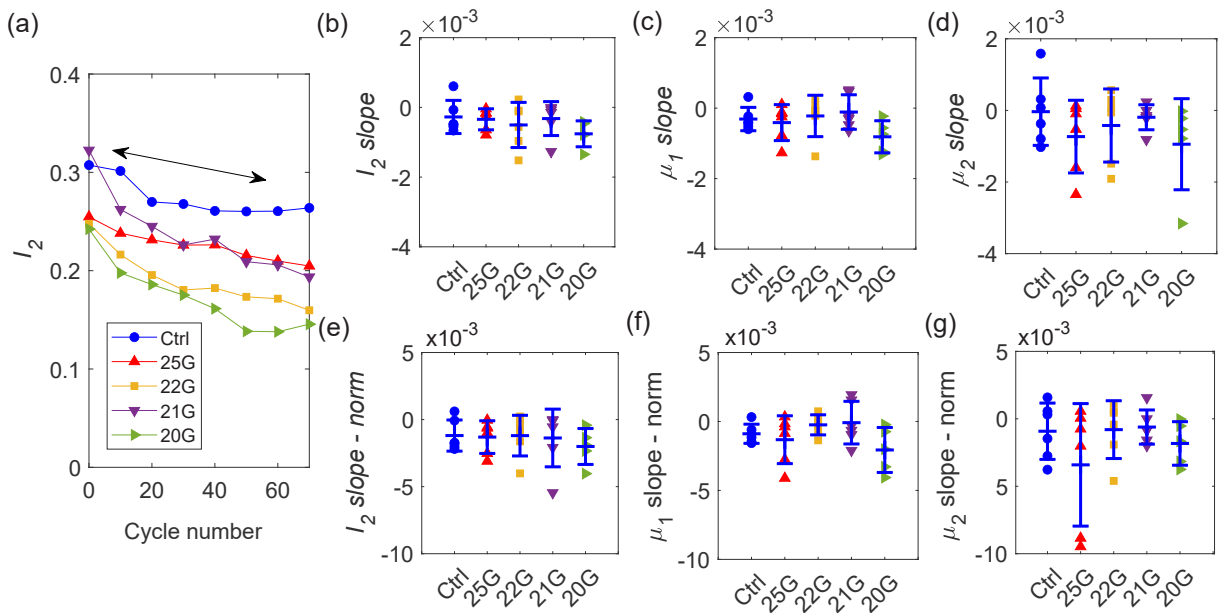 (a)
I₂
0.4
0.3
0.2
0.1
0
0 20 40 60
Cycle number
Ctrl
25G
22G
21G
20G
(b)
×10⁻³
I₂ slope
2
0
-2
-4
Ctrl 25G 22G 21G 20G
(c)
×10⁻³
μ₁ slope
2
0
-2
-4
Ctrl 25G 22G 21G 20G
(d)
×10⁻³
μ₂ slope
2
0
-2
-4
Ctrl 25G 22G 21G 20G
(e)
x10⁻³
I₂ slope - norm
5
0
-5
-10
Ctrl 25G 22G 21G 20G
(f)
x10⁻³
μ₁ slope - norm
5
0
-5
-10
Ctrl 25G 22G 21G 20G
(g)
x10⁻³
μ₂ slope - norm
5
0
-5
-10
Ctrl 25G 22G 21G 20G